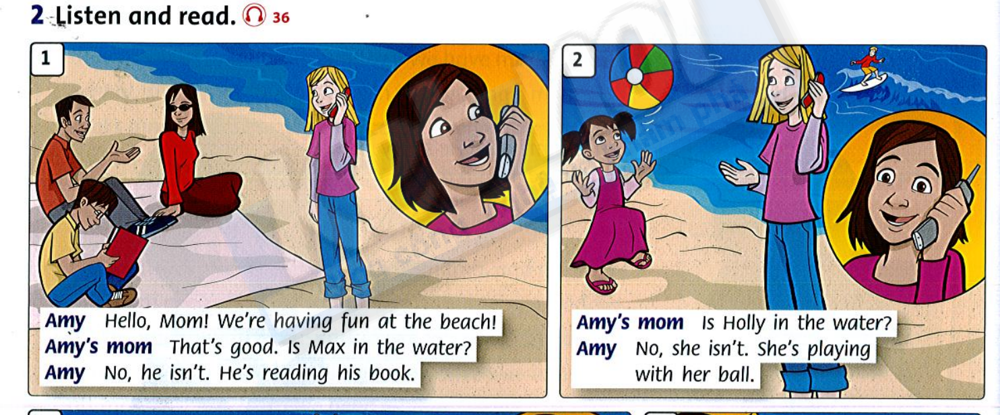 2 Listen and read. 36
1
Amy Hello, Mom! We're having fun at the beach!
Amy's mom That's good. Is Max in the water?
Amy No, he isn't. He's reading his book.
2
Amy's mom Is Holly in the water?
Amy No, she isn't. She's playing
with her ball.